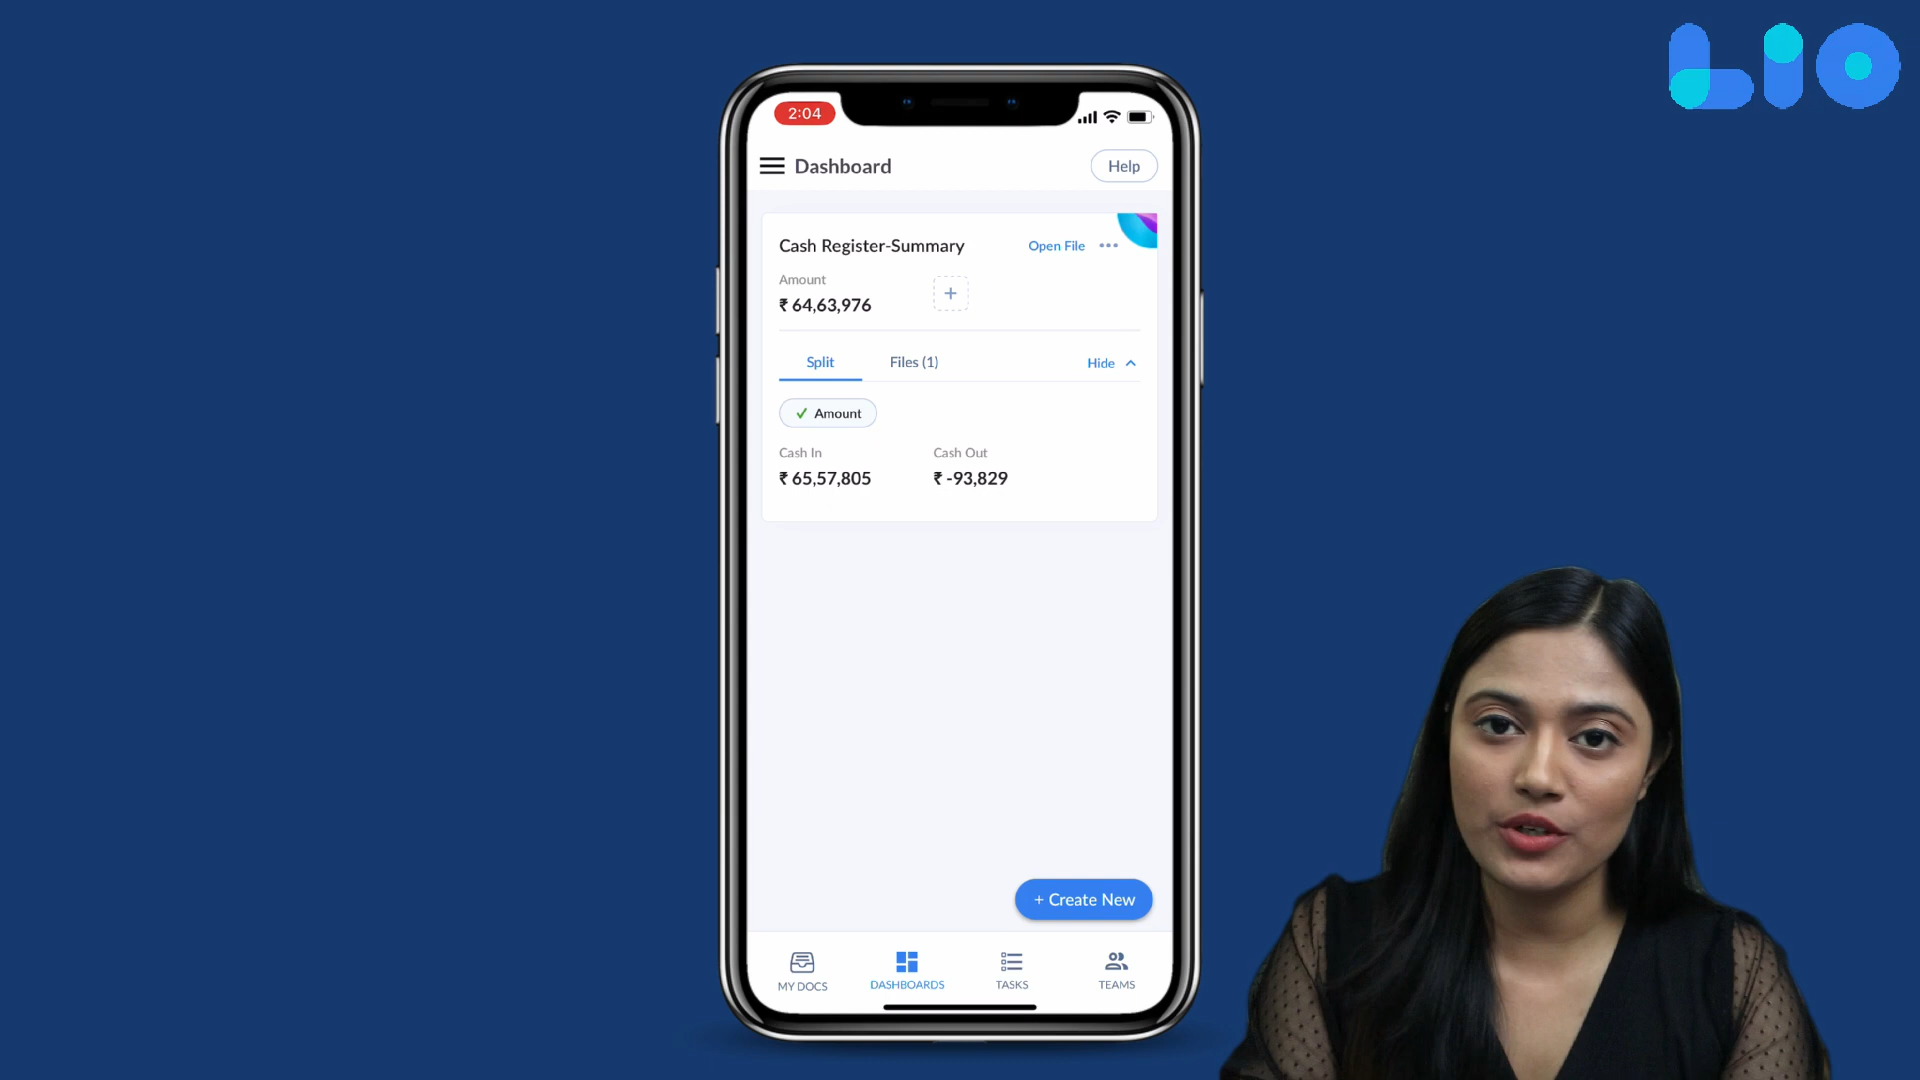 Lio
2:04
Dashboard
Help
Cash Register-Summary
Open File
Amount
₹ 64,63,976
+
Split
Files (1)
Hide
Amount
Cash In
Cash Out
₹ 65,57,805
₹ -93,829
+ Create New
MY DOCS
DASHBOARDS
TASKS
TEAMS